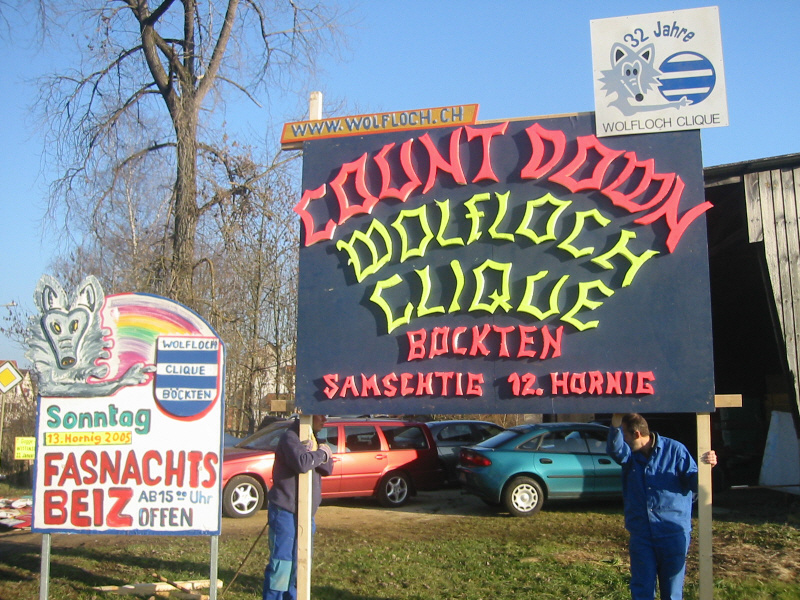 32 Jahre
WOLFLOCH CLIQUE
WWW.WOLFLOCH.CH
COUNT DOWN
WOLFLOCH
CLIQUE
BÖCKTEN
SAMSCHTIG 12. HORNIG
WOLFLOCH
CLIQUE
BÖCKTEN
Sonntag
13. Hornig 2005
FASNACHTS
BEIZ AB 15 00 Uhr
OFFEN